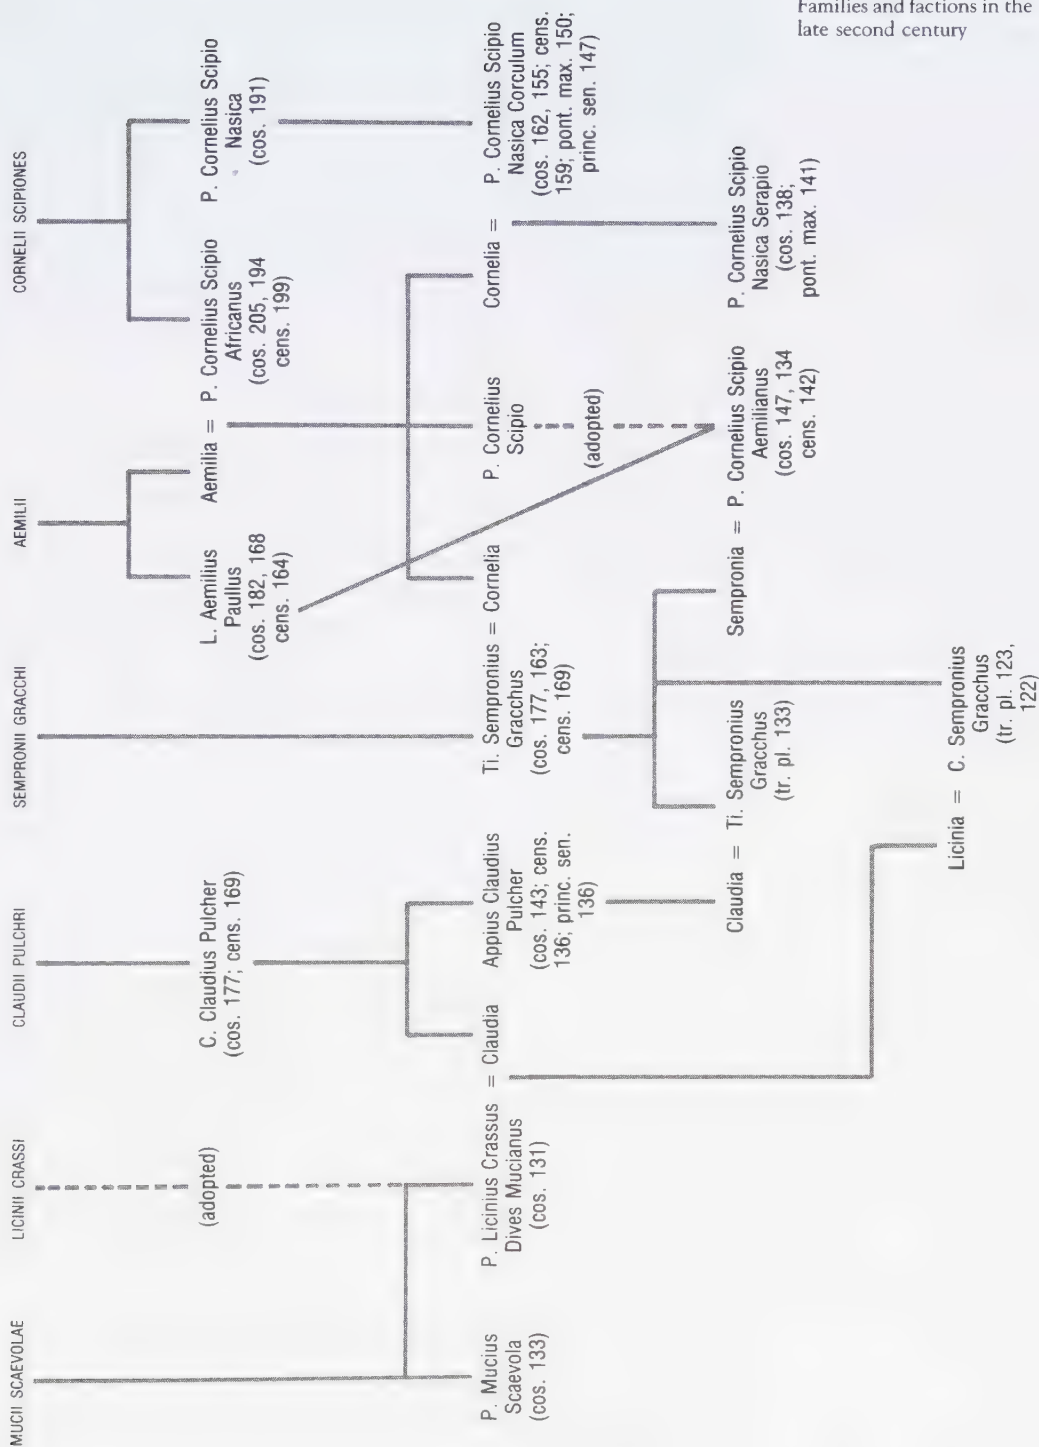 Families and factions in the
late second century
MUCII SCAEVOLAE
LICINII CRASSI
CLAUDII PULCHRI
SEMPRONII GRACCHI
AEMILII
CORNELII SCIPIONES
(adopted)
C. Claudius Pulcher
(cos. 177; cens. 169)
L. Aemilius
Paullus
(cos. 182, 168
cens. 164)
Aemilia = P. Cornelius Scipio
Africanus
(cos. 205, 194
cens. 199)
P. Cornelius Scipio
Nasica
(cos. 191)
P. Mucius
Scaevola
(cos. 133)
P. Licinius Crassus = Claudia
Dives Mucianus
(cos. 131)
Appius Claudius
Pulcher
(cos. 143; cens.
136; princ. sen.
136)
Ti. Sempronius = Cornelia
Gracchus
(cos. 177, 163;
cens. 169)
P. Cornelius
Scipio
(adopted)
Cornelia = P. Cornelius Scipio
Nasica Corculum
(cos. 162, 155; cens.
159; pont. max. 150;
princ. sen. 147)
Claudia = Ti. Sempronius
Gracchus
(tr. pl. 133)
Sempronia = P. Cornelius Scipio
Aemilianus
(cos. 147, 134
cens. 142)
P. Cornelius Scipio
Nasica Serapio
(cos. 138;
pont. max. 141)
Licinia = C. Sempronius
Gracchus
(tr. pl. 123,
122)